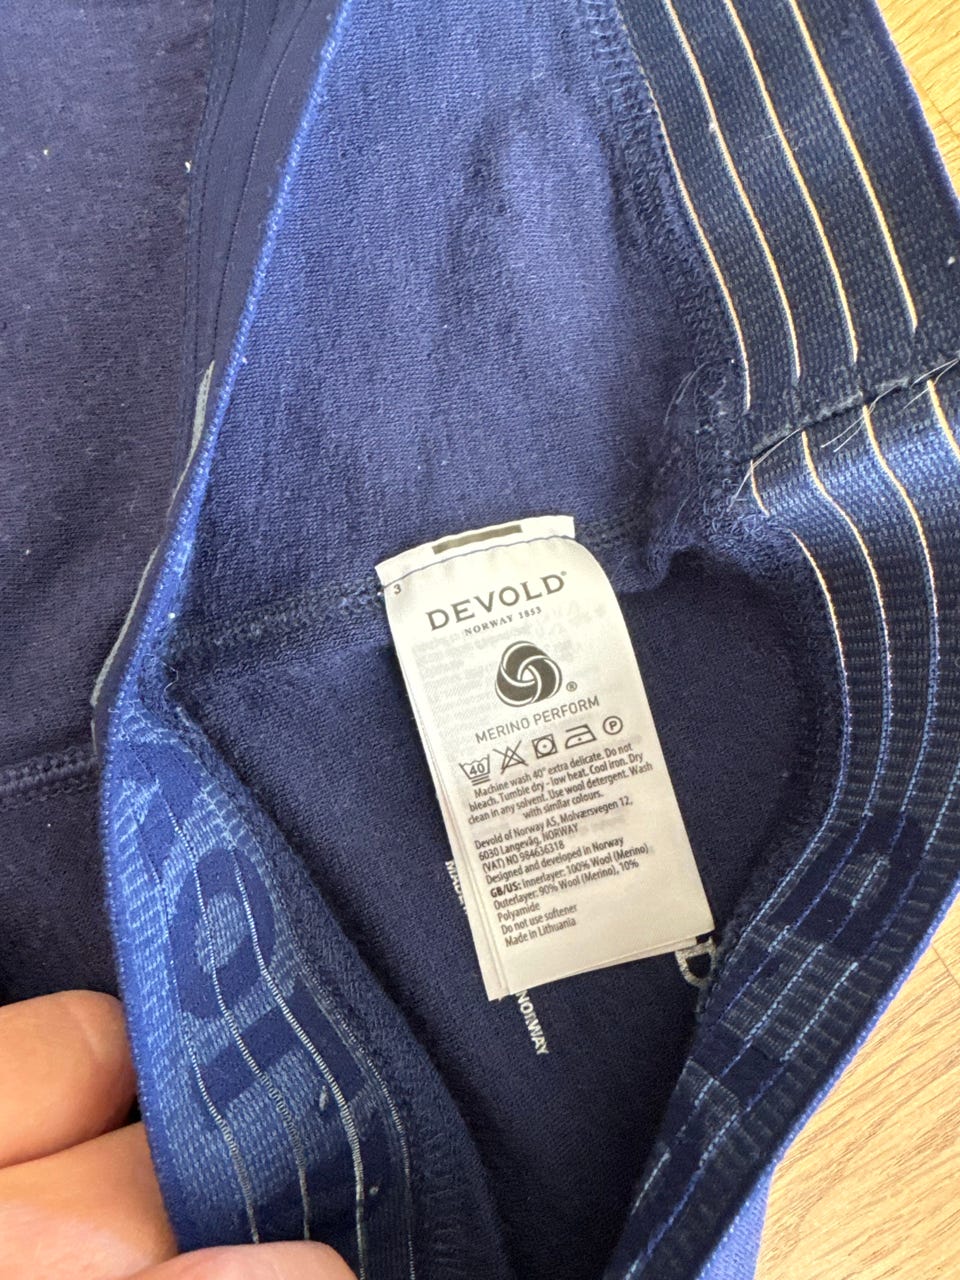 3
DEVOLD®
NORWAY 1853
®
MERINO PERFORM
40 P
Machine wash 40° extra delicate. Do not
bleach. Tumble dry - low heat. Cool iron. Dry
clean in any solvent. Use wool detergent. Wash
with similar colours.
Devold of Norway AS, Molværsvegen 12,
6030 Langevåg, NORWAY
(VAT) NO 984636318
Designed and developed in Norway
GB/US: Innerlayer: 100% Wool (Merino)
Outerlayer: 90% Wool (Merino), 10%
Polyamide
Do not use softener
Made in Lithuania
D